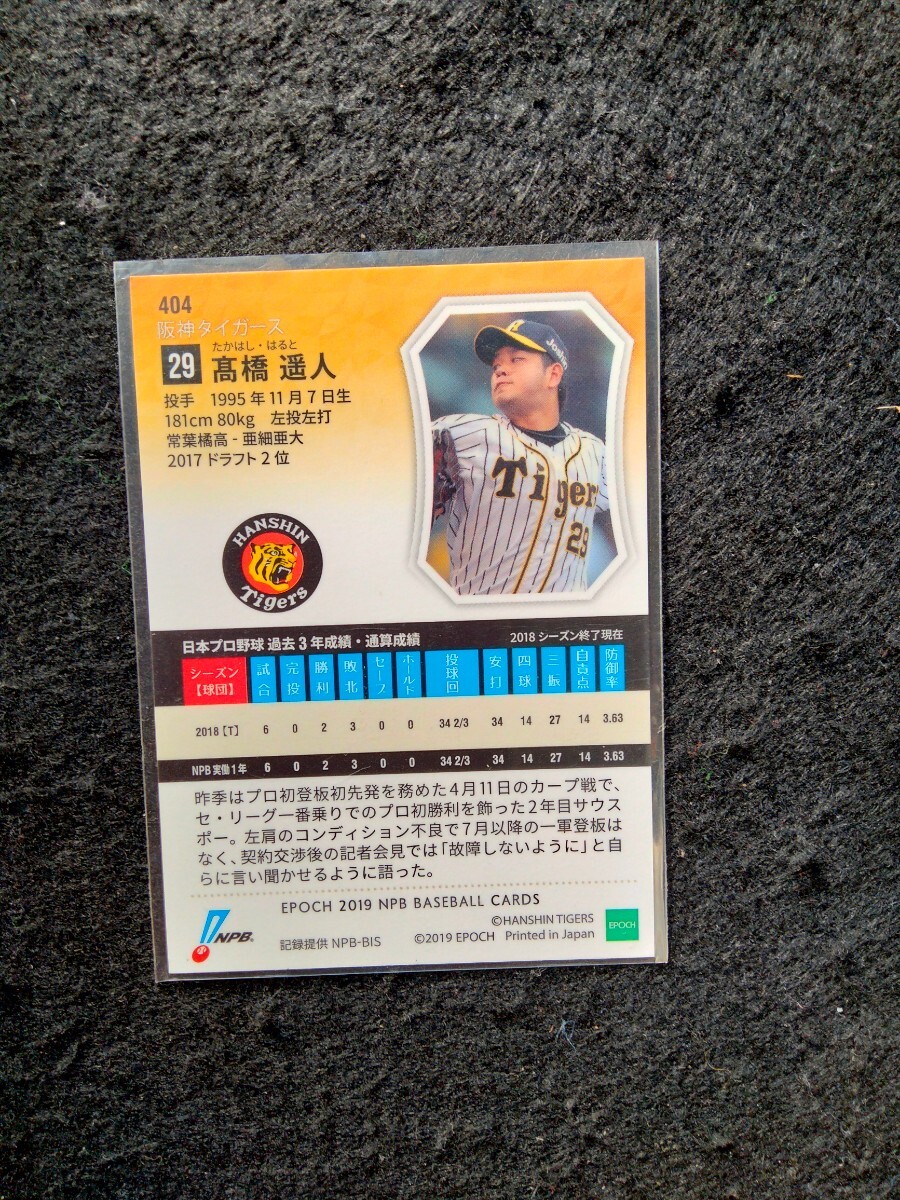 404
阪神タイガース
たかはし・はると
29 髙橋 遥人
投手 1995年11月7日生
181cm 80kg 左投左打
常葉橘高 - 亜細亜大
2017 ドラフト 2 位
Joshin
Tiger
29
HANSHIN
Tigers
日本プロ野球 過去 3 年成績・通算成績 2018 シーズン終了現在
シーズン【球団】 試合 完投 勝利 敗北 セーブ ホールド 投球回 安打 四球 三振 自責点 防御率
2018 [T] 6 0 2 3 0 0 34 2/3 34 14 27 14 3.63
NPB 実働 1 年 6 0 2 3 0 0 34 2/3 34 14 27 14 3.63
昨季はプロ初登板初先発を務めた4月11日のカープ戦で、
セ・リーグ一番乗りでのプロ初勝利を飾った2年目サウス
ポー。左肩のコンディション不良で7月以降の一軍登板は
なく、契約交渉後の記者会見では「故障しないように」と自
らに言い聞かせるように語った。
EPOCH 2019 NPB BASEBALL CARDS
©HANSHIN TIGERS
NPB 記録提供 NPB-BIS ©2019 EPOCH Printed in Japan
EPOCH